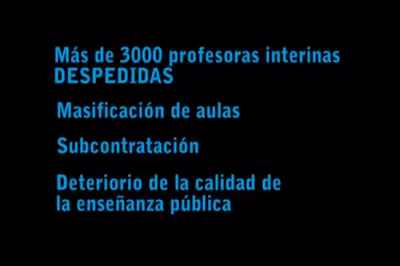 Más de 3000 profesoras interinas
DESPEDIDAS
Masificación de aulas
Subcontratación
Deterioro de la calidad de
la enseñanza pública